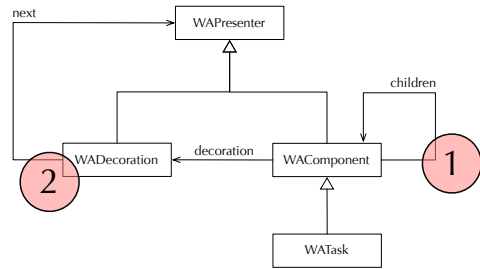 next
WAPresenter
children
WADecoration
decoration
WAComponent
1
2
WATask